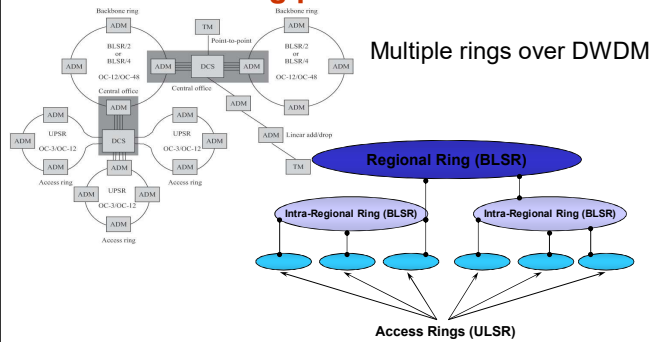 Backbone ring
Backbone ring
ADM
TM
ADM
Point-to-point
BLSR/2
or
BLSR/4
BLSR/2
or
BLSR/4
Multiple rings over DWDM
ADM
ADM
DCS
ADM
ADM
OC-12/OC-48
OC-12/OC-48
Central office
Central office
ADM
ADM
ADM
ADM
ADM
ADM
ADM
Linear add/drop
ADM
UPSR
ADM
DCS
ADM
UPSR
ADM
OC-3/OC-12
OC-3/OC-12
TM
Regional Ring (BLSR)
ADM
ADM
ADM
Access ring
UPSR
Access ring
ADM
ADM
OC-3/OC-12
Intra-Regional Ring (BLSR)
Intra-Regional Ring (BLSR)
ADM
Access ring
Access Rings (ULSR)